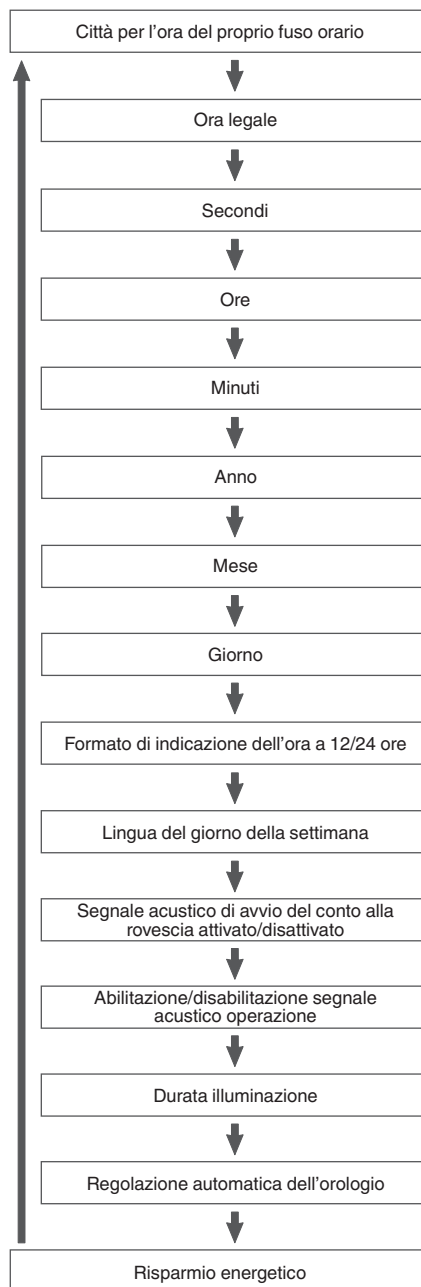 Città per l’ora del proprio fuso orario
Ora legale
Secondi
Ore
Minuti
Anno
Mese
Giorno
Formato di indicazione dell’ora a 12/24 ore
Lingua del giorno della settimana
Segnale acustico di avvio del conto alla
rovescia attivato/disattivato
Abilitazione/disabilitazione segnale
acustico operazione
Durata illuminazione
Regolazione automatica dell’orologio
Risparmio energetico